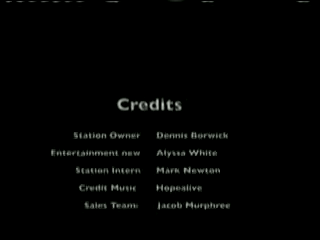 Credits
Station Owner Dennis Borwick
Entertainment new Alyssa White
Station Intern Mark Newton
Credit Music Hopealive
Sales Team: Jacob Murphree